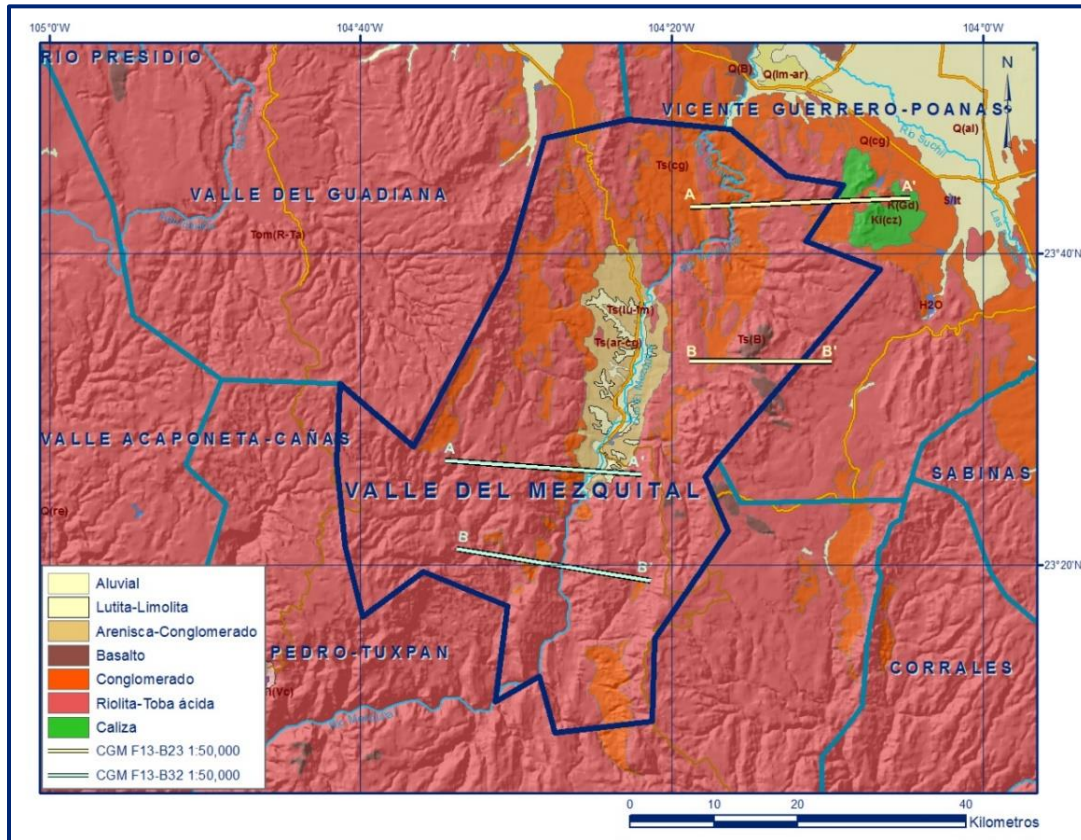 105°0'W
104°40'W
104°20'W
104°0'W
RIO PRESIDIO
Q(B)
Q(lm-ar)
N
VICENTE GUERRERO-POANAS
Río Suchil
Q(al)
Q(cg)
Ts(cg)
VALLE DEL GUADIANA
A
A'
K(Gd)
S/It
Ki(cz)
Tom(R-Ta)
23°40'N
H2O
Ts(lu-lm)
Ts(ar-cg)
Ts(B)
B
B'
VALLE ACAPONETA-CAÑAS
A
A'
SABINAS
VALLE DEL MEZQUITAL
Q(re)
B
B'
23°20'N
Aluvial
Lutita-Limolita
Arenisca-Conglomerado
Basalto
Conglomerado
Riolita-Toba ácida
Caliza
CGM F13-B23 1:50,000
CGM F13-B32 1:50,000
PEDRO-TUXPAN
CORRALES
0
10
20
40
Kilometros